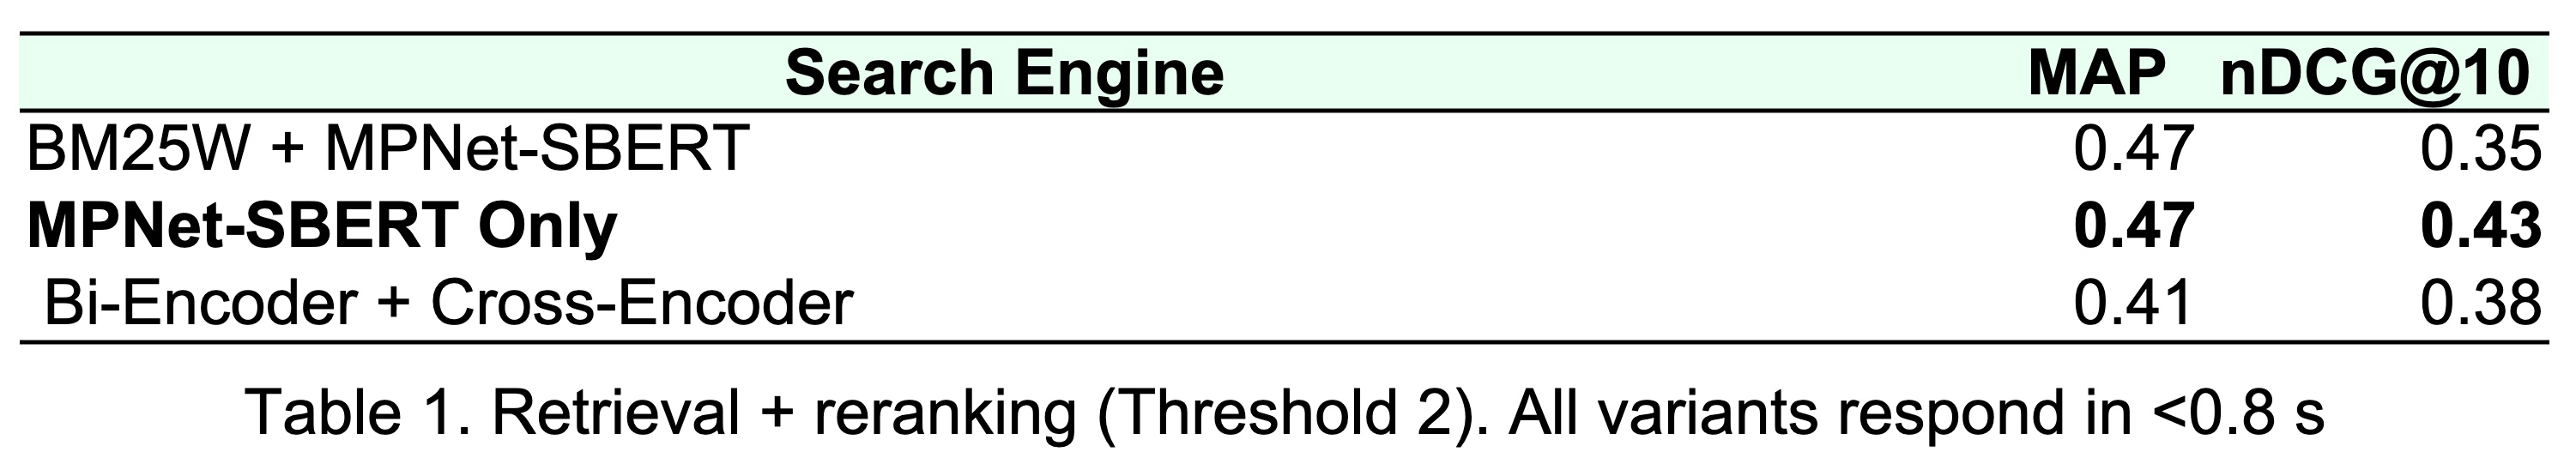 Search Engine MAP nDCG@10
BM25W + MPNet-SBERT 0.47 0.35
MPNet-SBERT Only 0.47 0.43
Bi-Encoder + Cross-Encoder 0.41 0.38
Table 1. Retrieval + reranking (Threshold 2). All variants respond in <0.8 s